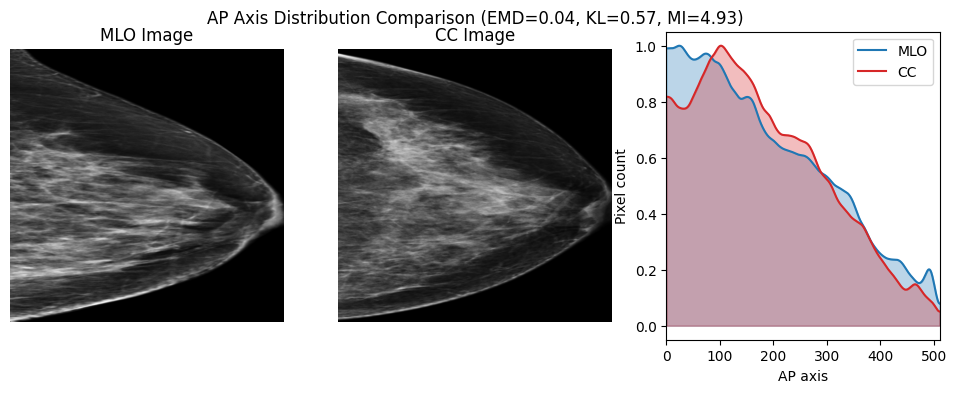 AP Axis Distribution Comparison (EMD=0.04, KL=0.57, MI=4.93)
MLO Image
CC Image
MLO
CC
Pixel count
1.0
0.8
0.6
0.4
0.2
0.0
0 100 200 300 400 500
AP axis